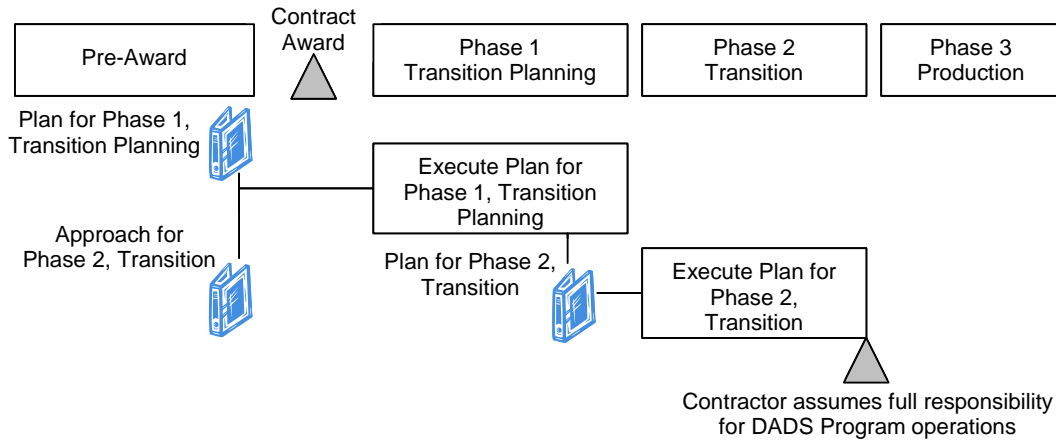 Pre-Award
Contract
Award
Phase 1
Transition Planning
Phase 2
Transition
Phase 3
Production
Plan for Phase 1,
Transition Planning
Execute Plan for
Phase 1, Transition
Planning
Approach for
Phase 2, Transition
Plan for Phase 2,
Transition
Execute Plan for
Phase 2,
Transition
Contractor assumes full responsibility
for DADS Program operations